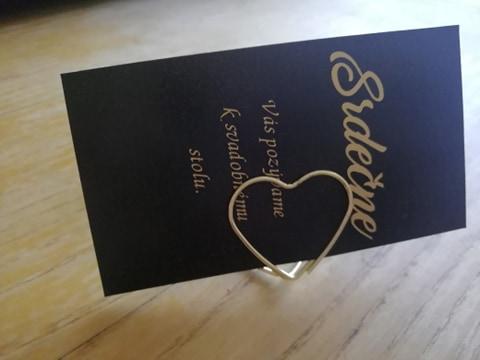 Srdečne
Vás pozývame
k svadobnému
stolu.